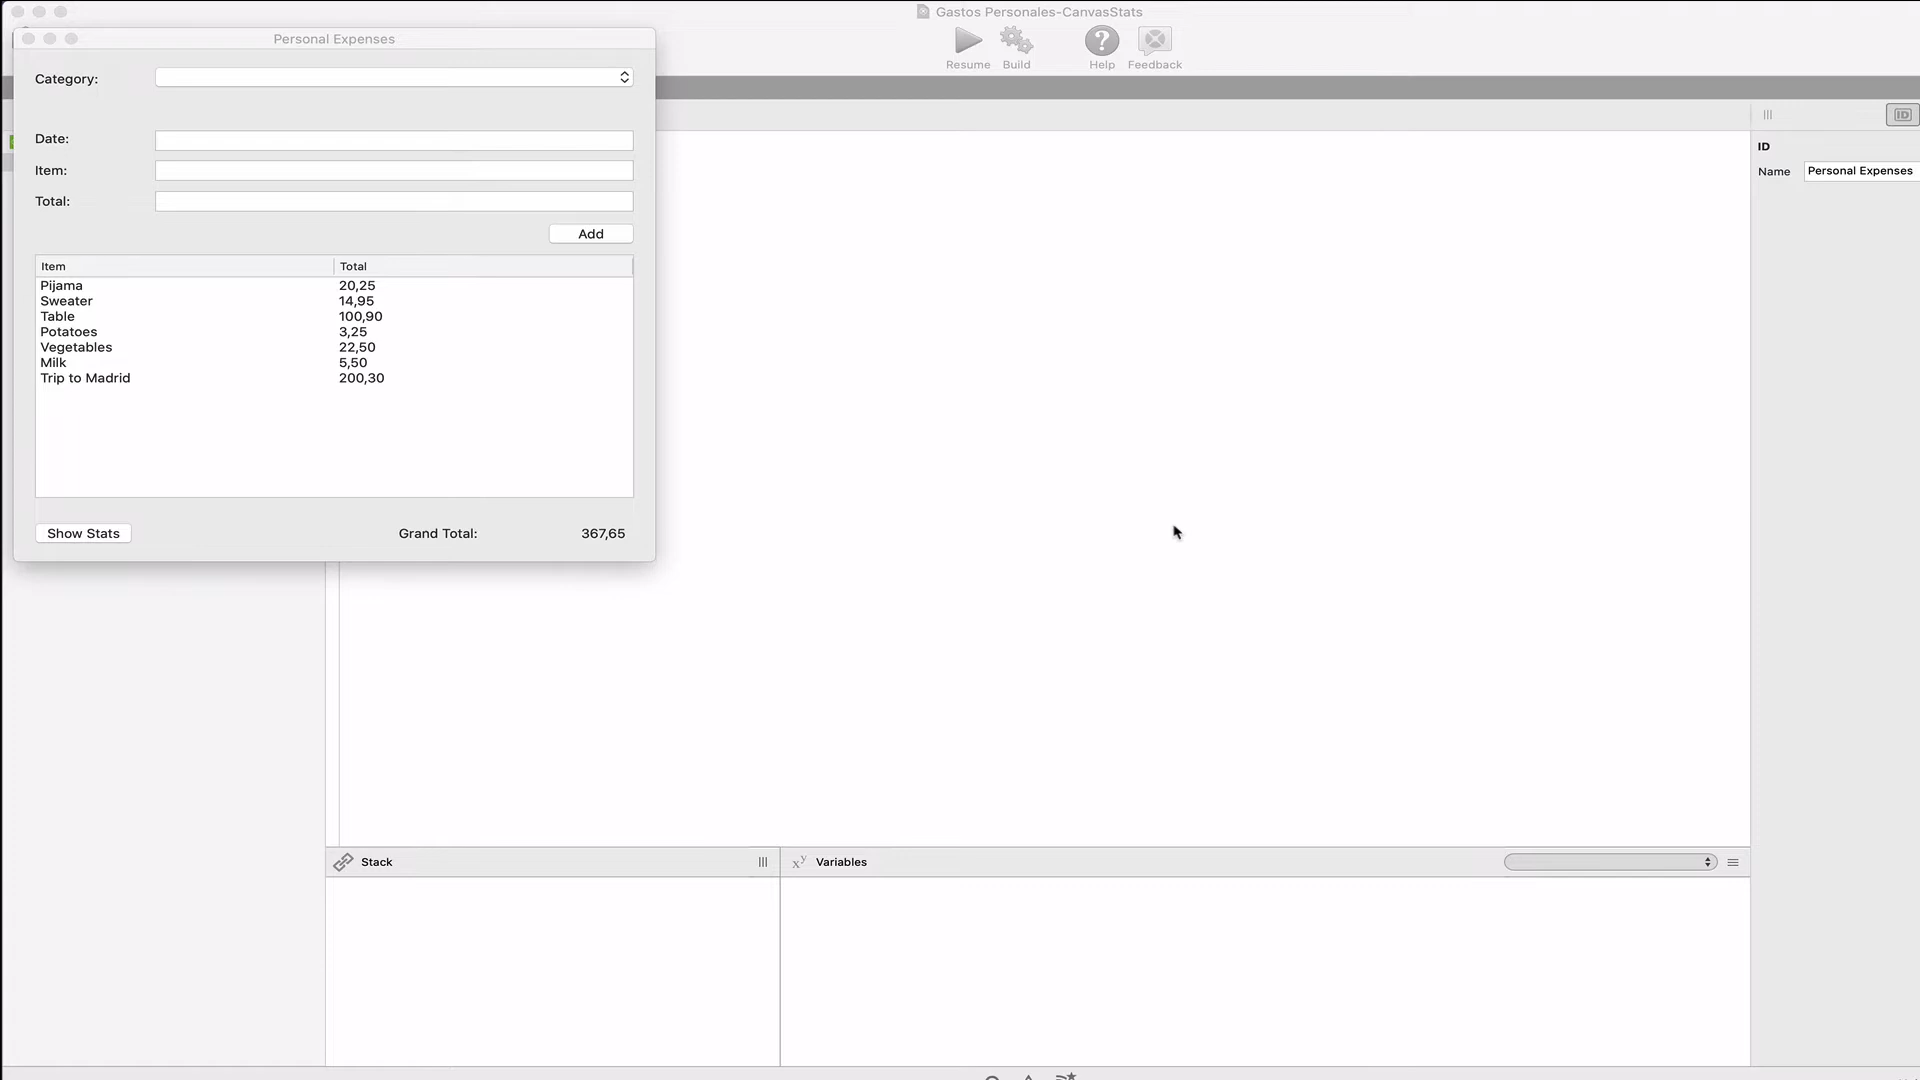 Gastos Personales-CanvasStats
Personal Expenses
Resume Build Help Feedback
Category:
Date:
Item:
Total:
Add
Item Total
Pijama 20,25
Sweater 14,95
Table 100,90
Potatoes 3,25
Vegetables 22,50
Milk 5,50
Trip to Madrid 200,30
Show Stats Grand Total: 367,65
ID
ID
Name Personal Expenses
Stack
xy Variables